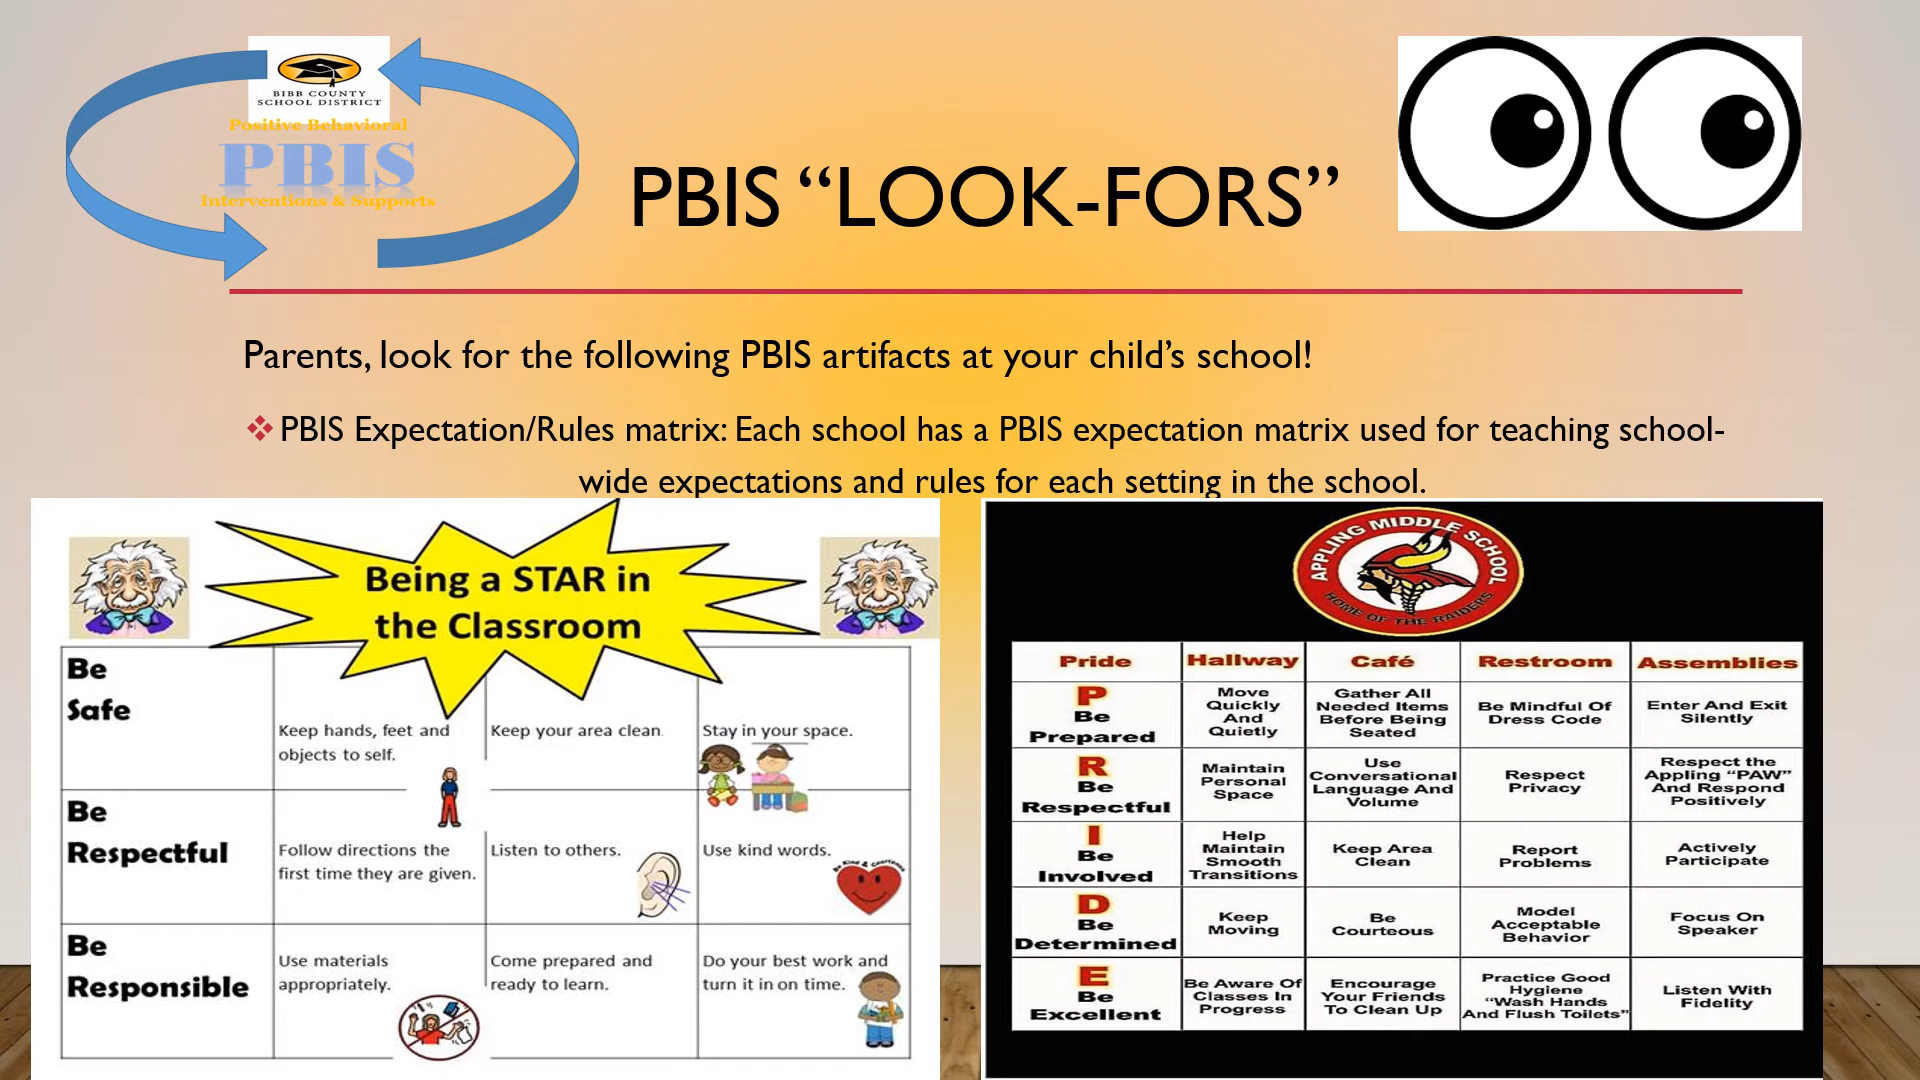 BIBB COUNTY
SCHOOL DISTRICT
Positive Behavioral
PBIS
Interventions & Supports
PBIS “LOOK-FORS”
Parents, look for the following PBIS artifacts at your child’s school!
PBIS Expectation/Rules matrix: Each school has a PBIS expectation matrix used for teaching school-
wide expectations and rules for each setting in the school.
Being a STAR in
the Classroom
Be
Safe
Keep hands, feet and
objects to self.
Keep your area clean.
Stay in your space.
Be
Respectful
Follow directions the
first time they are given.
Listen to others.
Use kind words.
Be Kind & Courteous
Be
Responsible
Use materials
appropriately.
Come prepared and
ready to learn.
Do your best work and
turn it in on time.
APPLING MIDDLE SCHOOL
HOME OF THE RAIDERS
Pride
Hallway
Café
Restroom
Assemblies
P
Be
Prepared
Move
Quickly
And
Quietly
Gather All
Needed Items
Before Being
Seated
Be Mindful Of
Dress Code
Enter And Exit
Silently
R
Be
Respectful
Maintain
Personal
Space
Use
Conversational
Language And
Volume
Respect
Privacy
Respect the
Appling “PAW”
And Respond
Positively
I
Be
Involved
Help
Maintain
Smooth
Transitions
Keep Area
Clean
Report
Problems
Actively
Participate
D
Be
Determined
Keep
Moving
Be
Courteous
Model
Acceptable
Behavior
Focus On
Speaker
E
Be
Excellent
Be Aware Of
Classes In
Progress
Encourage
Your Friends
To Clean Up
Practice Good
Hygiene
“Wash Hands
And Flush Toilets”
Listen With
Fidelity